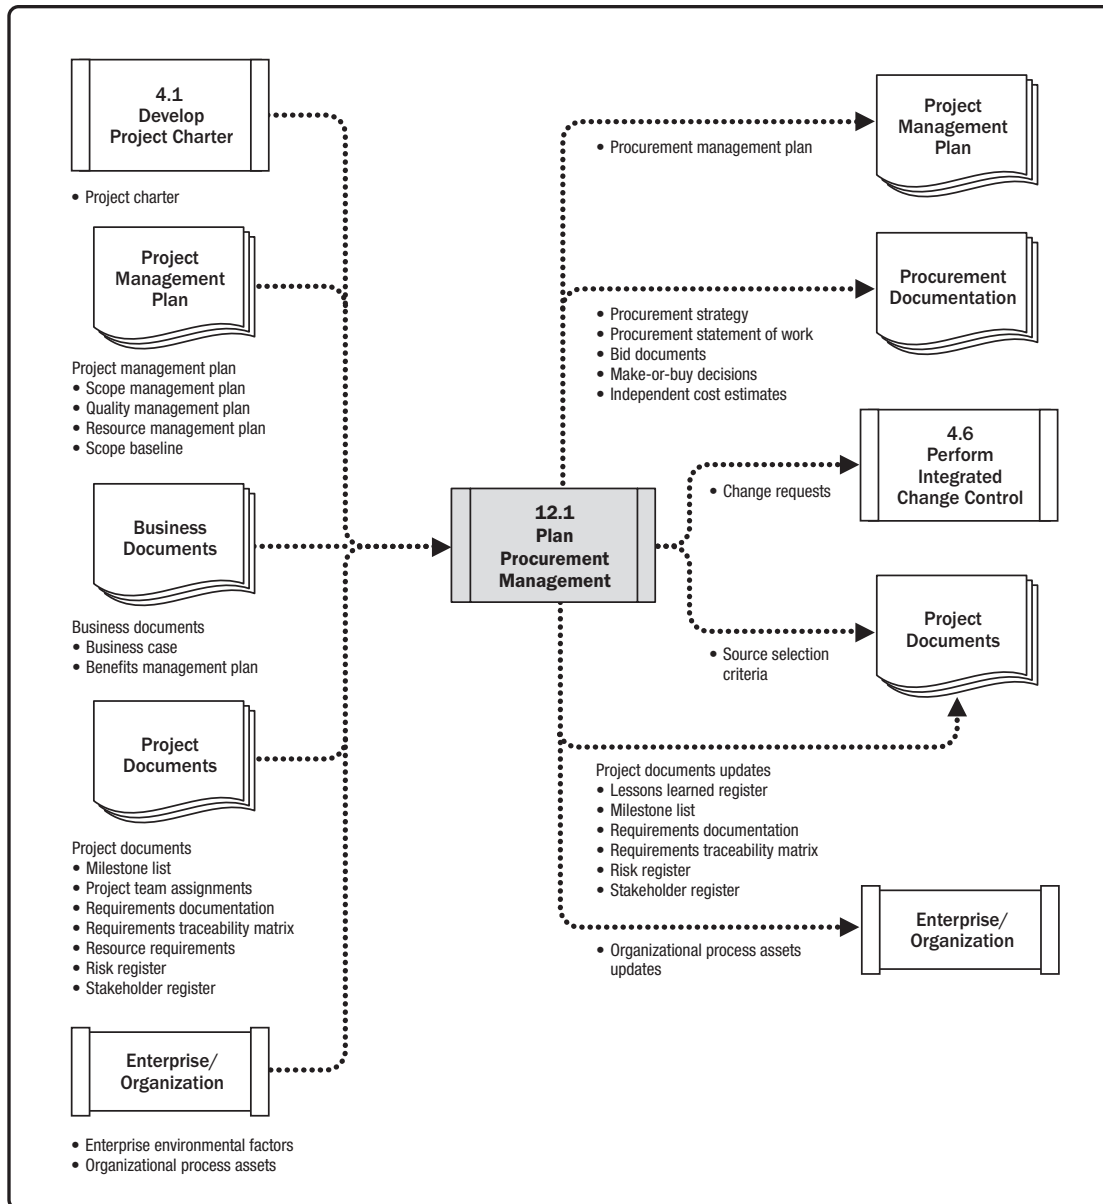 4.1
Develop
Project Charter
• Project charter
Project
Management
Plan
Project management plan
• Scope management plan
• Quality management plan
• Resource management plan
• Scope baseline
Business
Documents
Business documents
• Business case
• Benefits management plan
Project
Documents
Project documents
• Milestone list
• Project team assignments
• Requirements documentation
• Requirements traceability matrix
• Resource requirements
• Risk register
• Stakeholder register
Enterprise/
Organization
• Enterprise environmental factors
• Organizational process assets
12.1
Plan
Procurement
Management
• Procurement management plan
Project
Management
Plan
• Procurement strategy
• Procurement statement of work
• Bid documents
• Make-or-buy decisions
• Independent cost estimates
Procurement
Documentation
• Change requests
4.6
Perform
Integrated
Change Control
• Source selection
criteria
Project
Documents
Project documents updates
• Lessons learned register
• Milestone list
• Requirements documentation
• Requirements traceability matrix
• Risk register
• Stakeholder register
• Organizational process assets
updates
Enterprise/
Organization